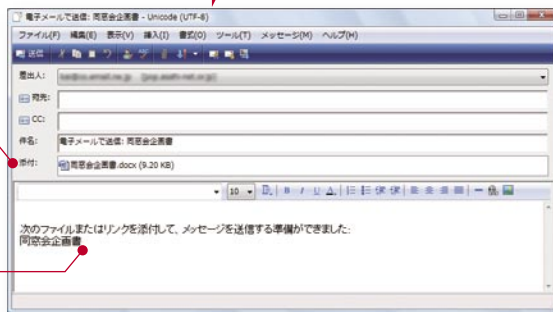 電子メールで送信: 同窓会企画書 - Unicode (UTF-8)
ファイル(F) 編集(E) 表示(V) 挿入(I) 書式(O) ツール(T) メッセージ(M) ヘルプ(H)
送信
差出人:
宛先:
CC:
件名: 電子メールで送信: 同窓会企画書
添付: 同窓会企画書.docx (9.20 KB)
10 B I U A
次のファイルまたはリンクを添付して、メッセージを送信する準備ができました:
同窓会企画書